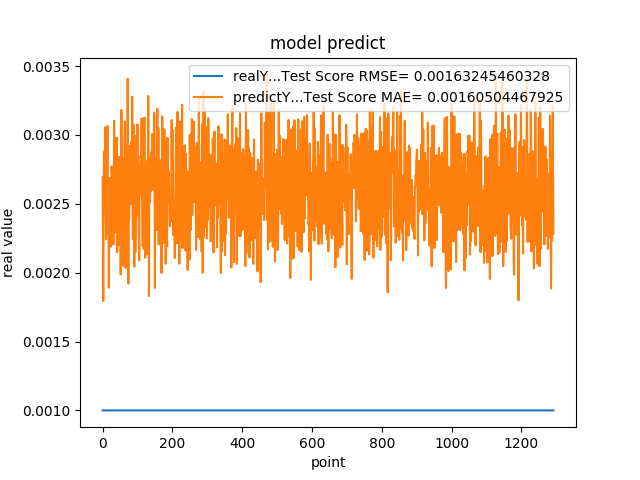 model predict
realY...Test Score RMSE= 0.00163245460328
predictY...Test Score MAE= 0.00160504467925
real value
0.0035
0.0030
0.0025
0.0020
0.0015
0.0010
0 200 400 600 800 1000 1200
point